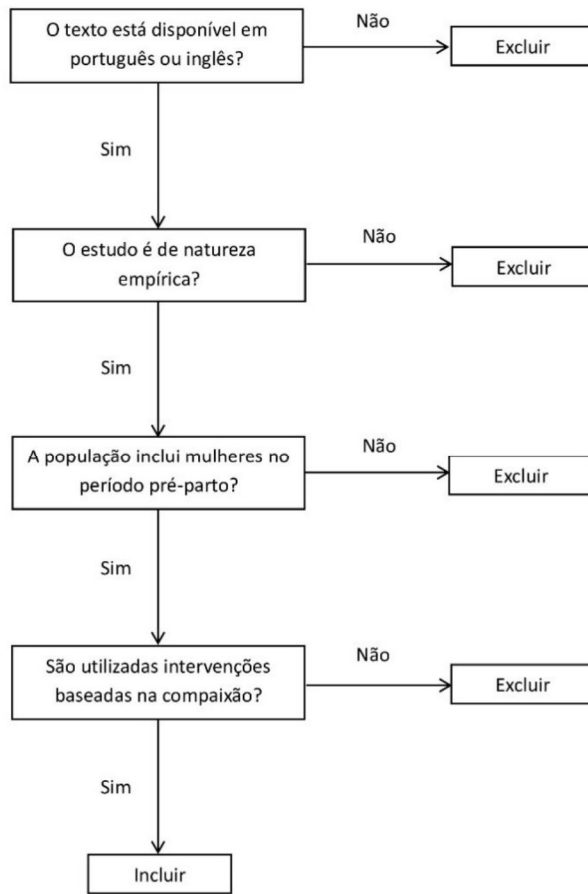 O texto está disponível em
português ou inglês?
Não
Excluir
Sim
O estudo é de natureza
empírica?
Não
Excluir
Sim
A população inclui mulheres no
período pré-parto?
Não
Excluir
Sim
São utilizadas intervenções
baseadas na compaixão?
Não
Excluir
Sim
Incluir